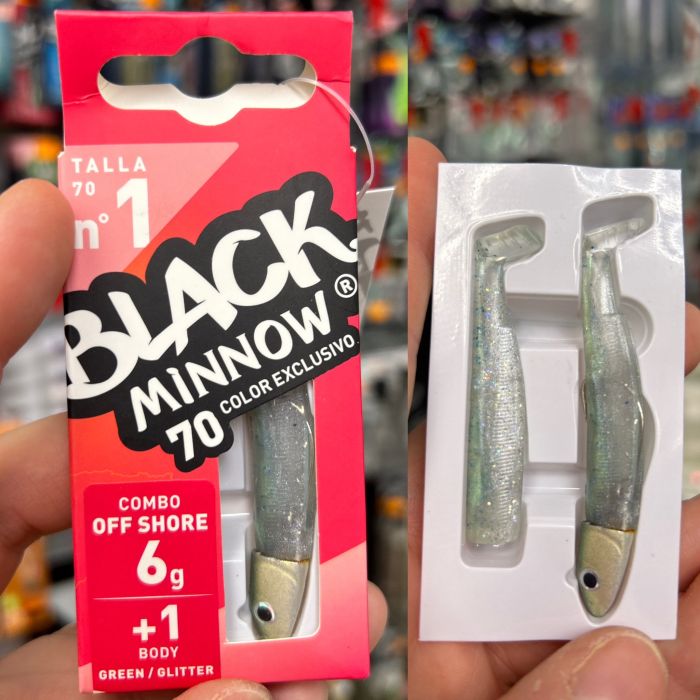 TALLA
70
nº1
BLACK
MINNOW®
70 COLOR EXCLUSIVO
COMBO
OFF SHORE
6g
+1
BODY
GREEN / GLITTER